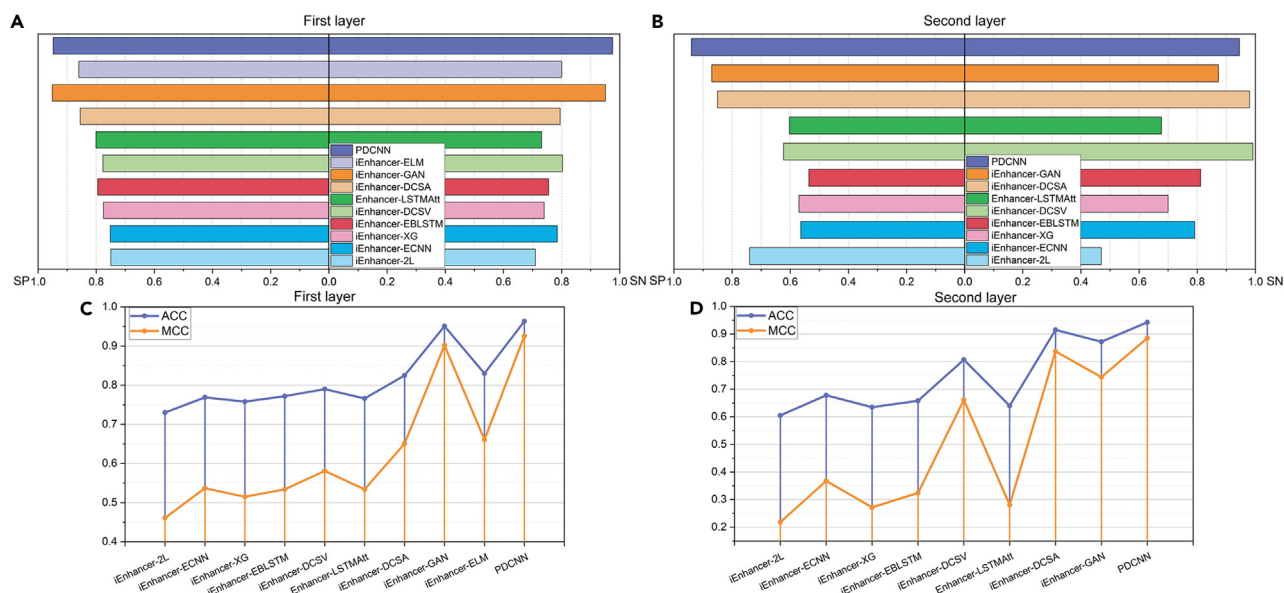 A
First layer
PDCNN
iEnhancer-ELM
iEnhancer-GAN
iEnhancer-DCSA
Enhancer-LSTMAtt
iEnhancer-DCSV
iEnhancer-EBLSTM
iEnhancer-XG
iEnhancer-ECNN
iEnhancer-2L
SP1.0 0.8 0.6 0.4 0.2 0.0 0.2 0.4 0.6 0.8 1.0 SN
B
Second layer
PDCNN
iEnhancer-GAN
iEnhancer-DCSA
Enhancer-LSTMAtt
iEnhancer-DCSV
iEnhancer-EBLSTM
iEnhancer-XG
iEnhancer-ECNN
iEnhancer-2L
SP1.0 0.8 0.6 0.4 0.2 0.0 0.2 0.4 0.6 0.8 1.0 SN
C
First layer
ACC
MCC
1.0
0.9
0.8
0.7
0.6
0.5
0.4
iEnhancer-2L
iEnhancer-ECNN
iEnhancer-XG
iEnhancer-EBLSTM
iEnhancer-DCSV
Enhancer-LSTMAtt
iEnhancer-DCSA
iEnhancer-GAN
iEnhancer-ELM
PDCNN
D
Second layer
ACC
MCC
1.0
0.9
0.8
0.7
0.6
0.5
0.4
0.3
0.2
iEnhancer-2L
iEnhancer-ECNN
iEnhancer-XG
iEnhancer-EBLSTM
iEnhancer-DCSV
Enhancer-LSTMAtt
iEnhancer-DCSA
iEnhancer-GAN
PDCNN